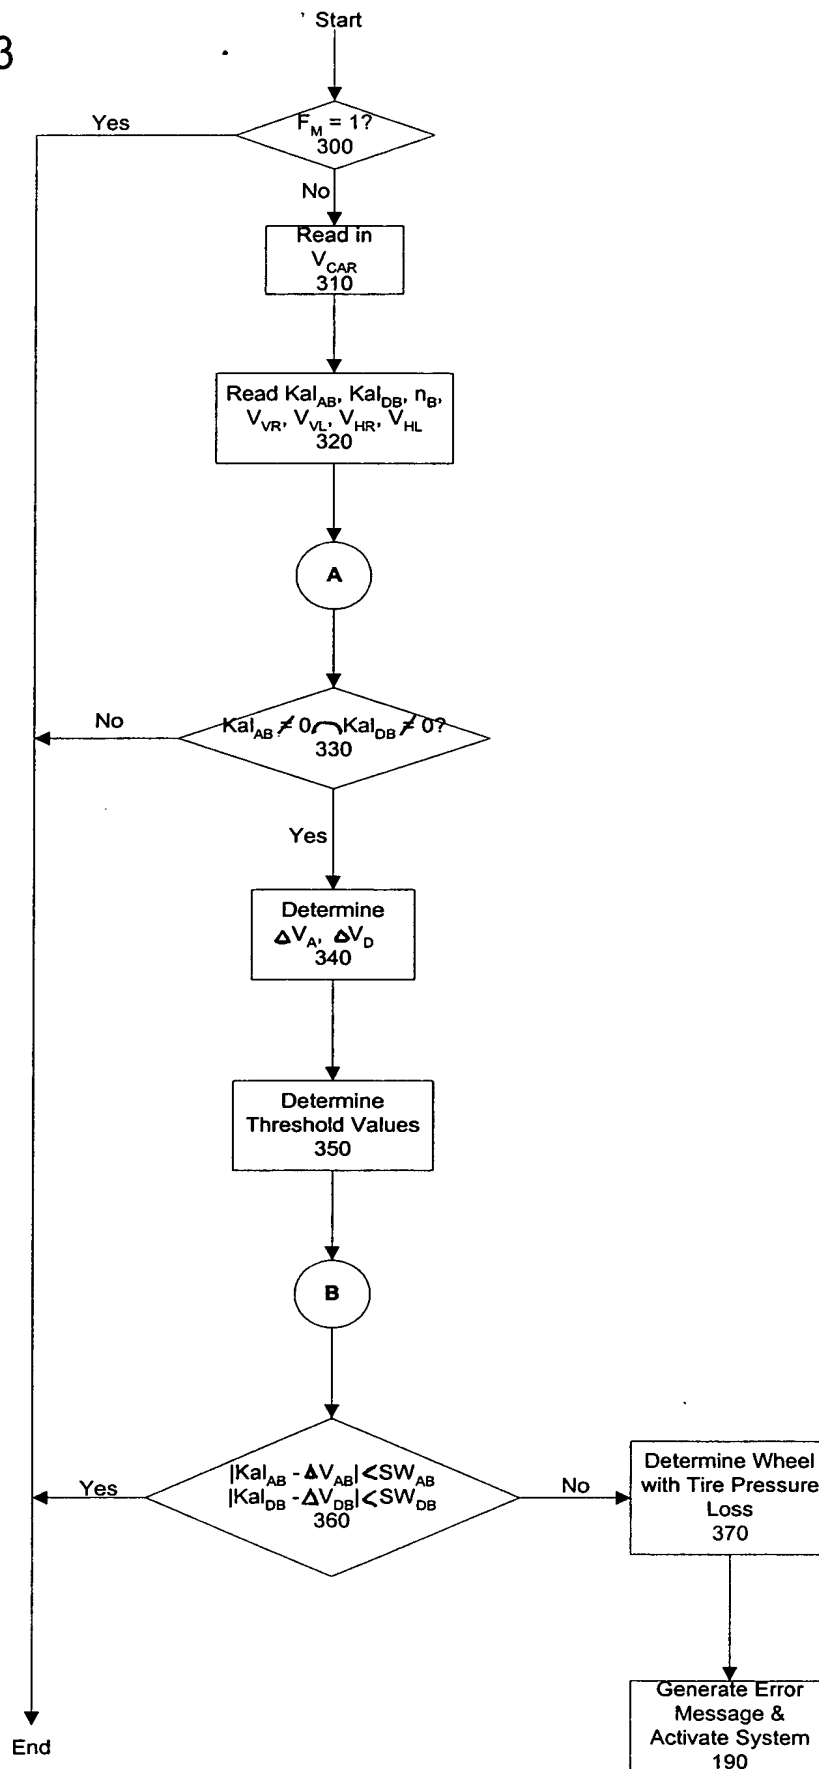 3
Start
F_M = 1?
300
Yes
No
Read in
V_CAR
310
Read Kal_AB, Kal_DB, n_B,
V_VR, V_VL, V_HR, V_HL
320
A
Kal_AB ≠ 0 ⌒ Kal_DB ≠ 0?
330
No
Yes
Determine
ΔV_A, ΔV_D
340
Determine
Threshold Values
350
B
|Kal_AB - ΔV_AB| < SW_AB
|Kal_DB - ΔV_DB| < SW_DB
360
Yes
No
Determine Wheel
with Tire Pressure
Loss
370
Generate Error
Message &
Activate System
190
End